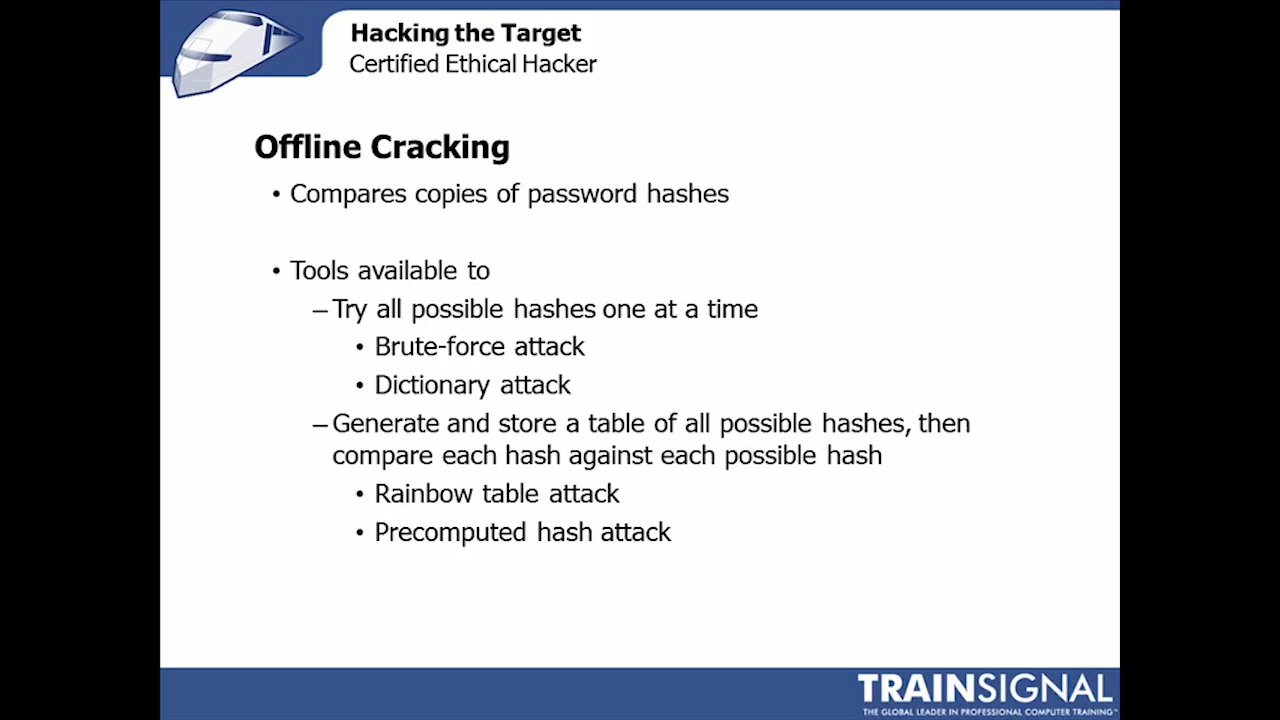 Hacking the Target
Certified Ethical Hacker
Offline Cracking
• Compares copies of password hashes
• Tools available to
– Try all possible hashes one at a time
• Brute-force attack
• Dictionary attack
– Generate and store a table of all possible hashes, then
compare each hash against each possible hash
• Rainbow table attack
• Precomputed hash attack
TRAINSIGNAL
THE GLOBAL LEADER IN PROFESSIONAL COMPUTER TRAINING™